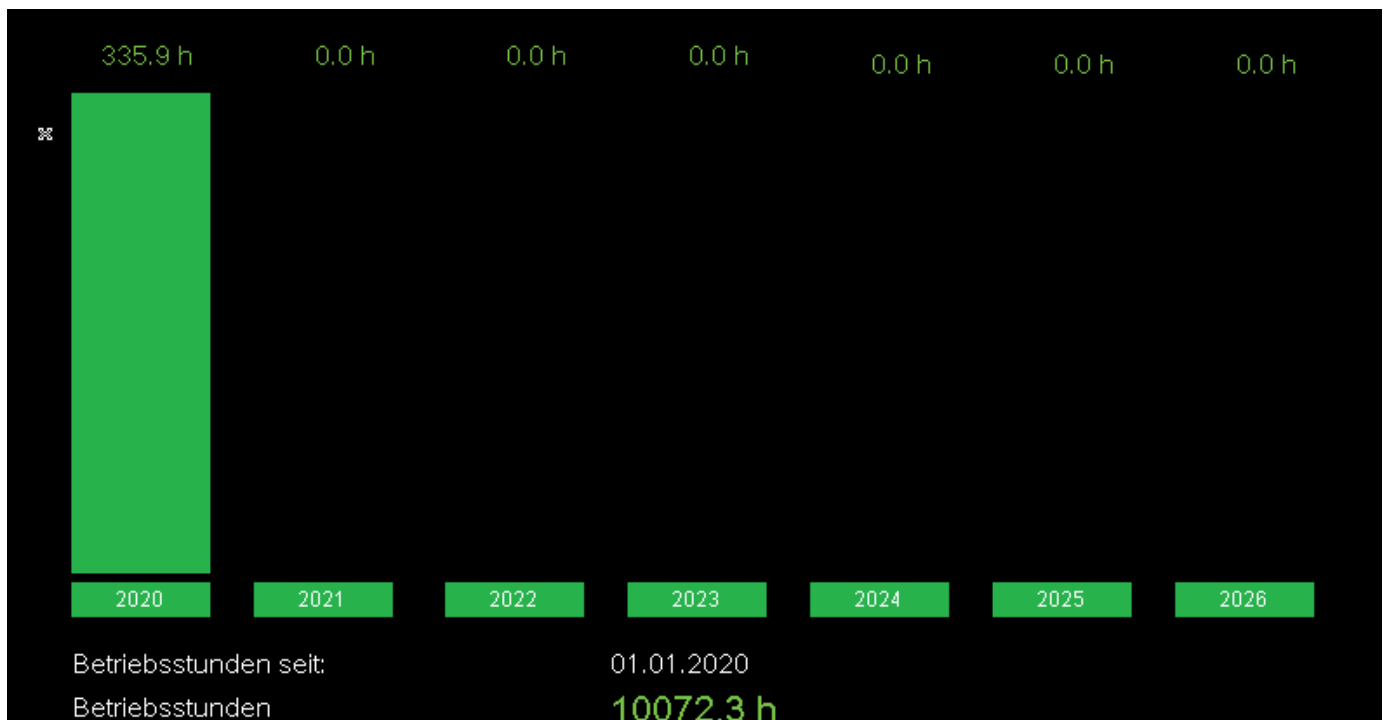 335.9 h 0.0 h 0.0 h 0.0 h 0.0 h 0.0 h 0.0 h
2020 2021 2022 2023 2024 2025 2026
Betriebsstunden seit: 01.01.2020
Betriebsstunden 10072.3 h